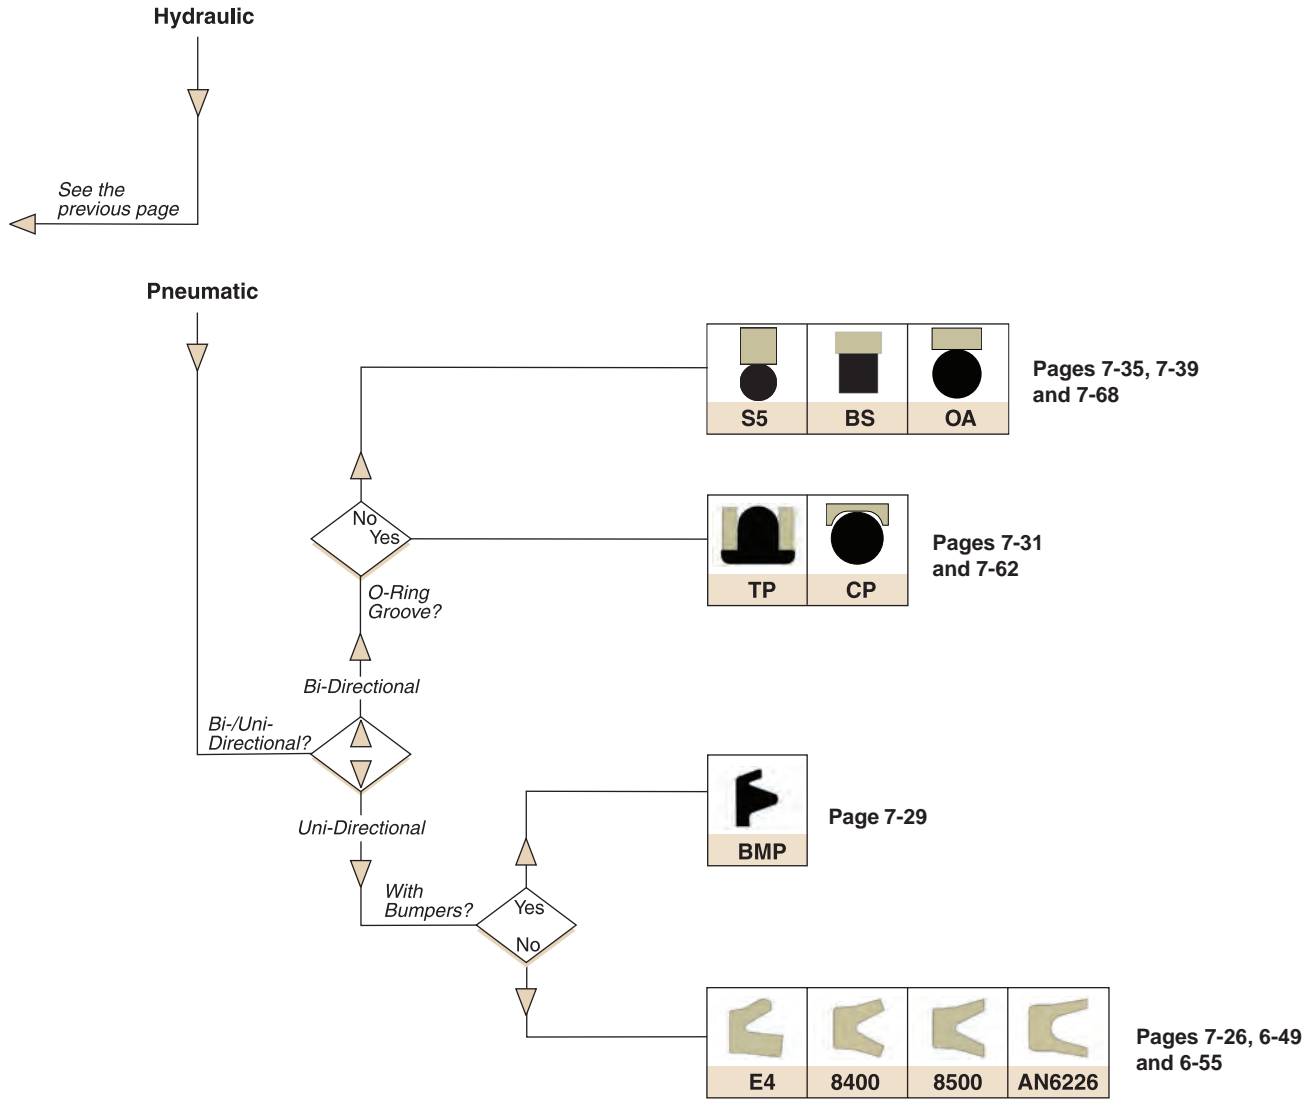 Hydraulic
See the
previous page
Pneumatic
S5 BS OA
Pages 7-35, 7-39
and 7-68
No
Yes
TP CP
Pages 7-31
and 7-62
O-Ring
Groove?
Bi-Directional
Bi-/Uni-
Directional?
Uni-Directional
BMP
Page 7-29
With
Bumpers?
Yes
No
E4 8400 8500 AN6226
Pages 7-26, 6-49
and 6-55